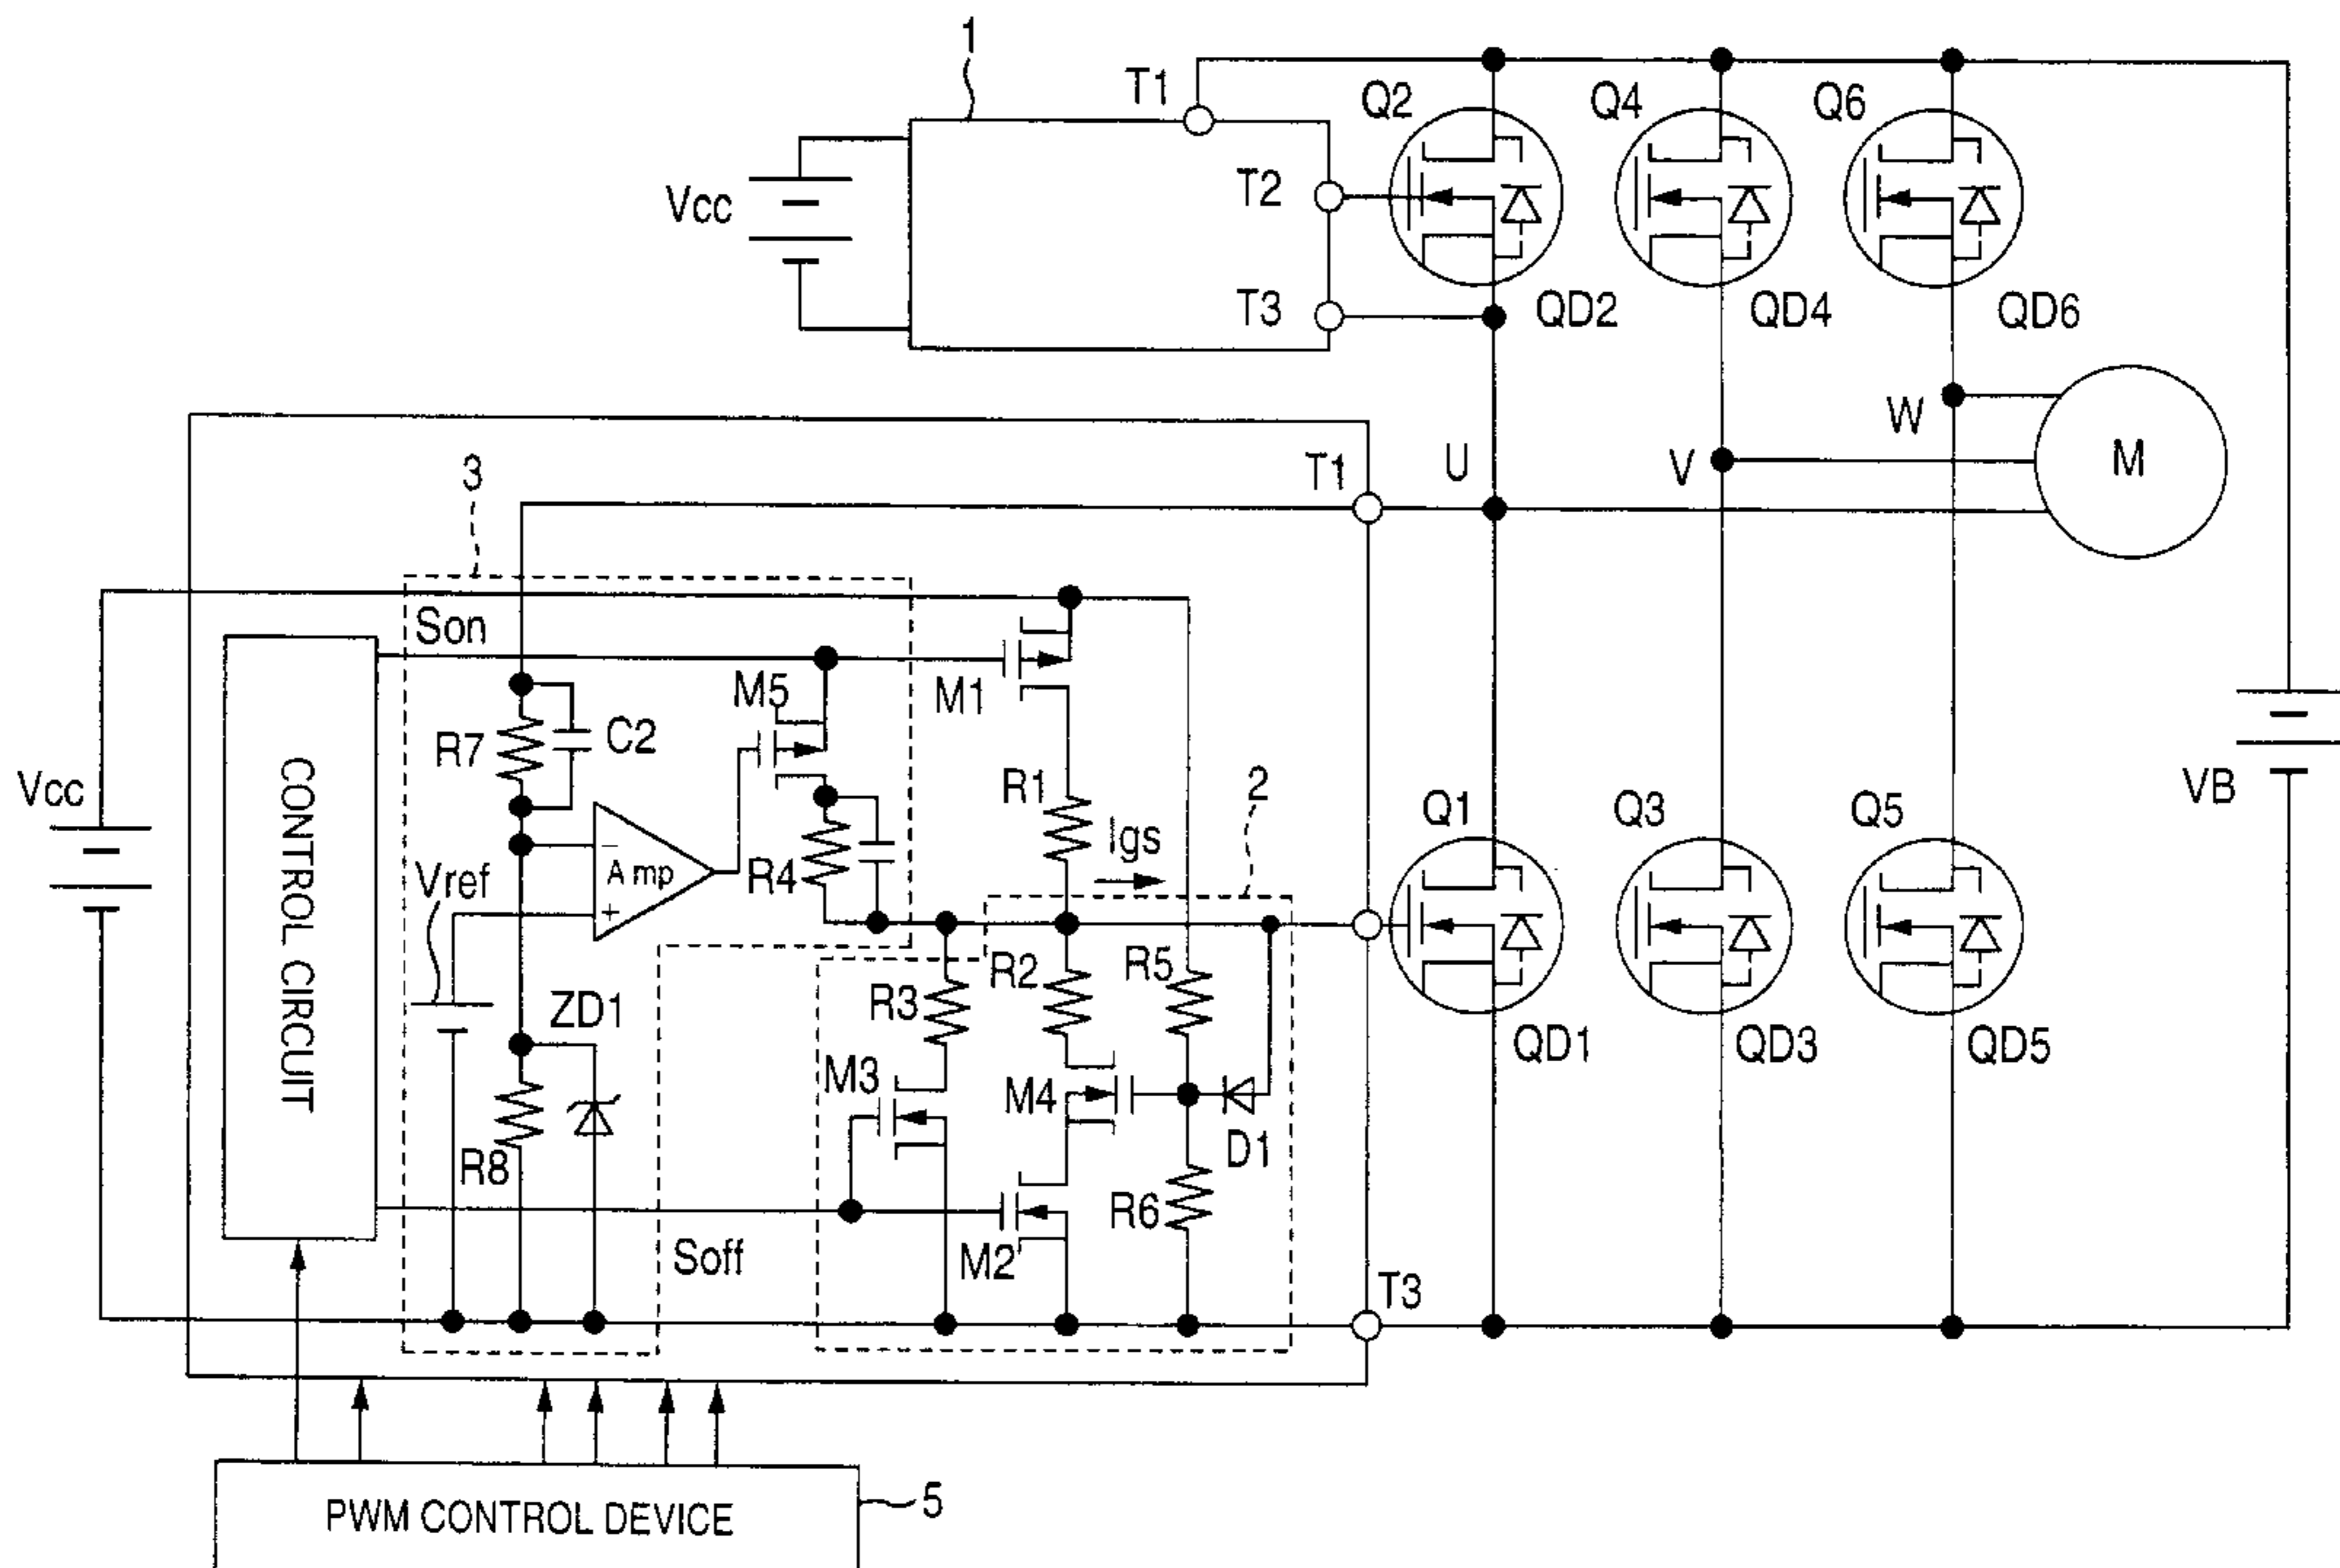 1
T1
Q2
Q4
Q6
T2
Vcc
T3
QD2
QD4
QD6
W
3
T1
U
V
M
Son
M5
M1
R7
C2
CONTROL CIRCUIT
Vcc
R1
2
Igs
Q1
Q3
Q5
VB
Vref
−
Amp
+
R4
R3
R2
R5
ZD1
QD1
QD3
QD5
M3
M4
D1
R8
R6
M2
Soff
T3
PWM CONTROL DEVICE
5